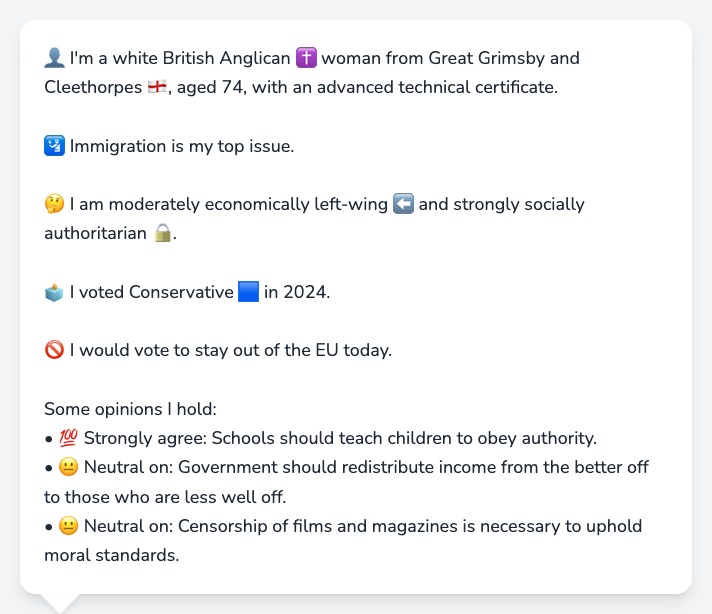 👤 I'm a white British Anglican ✝️ woman from Great Grimsby and
Cleethorpes 🏴󠁧󠁢󠁥󠁮󠁧󠁿, aged 74, with an advanced technical certificate.
🛂 Immigration is my top issue.
🤔 I am moderately economically left-wing ⬅️ and strongly socially
authoritarian 🔒.
🗳️ I voted Conservative 🟦 in 2024.
🚫 I would vote to stay out of the EU today.
Some opinions I hold:
• 💯 Strongly agree: Schools should teach children to obey authority.
• 😐 Neutral on: Government should redistribute income from the better off
to those who are less well off.
• 😐 Neutral on: Censorship of films and magazines is necessary to uphold
moral standards.